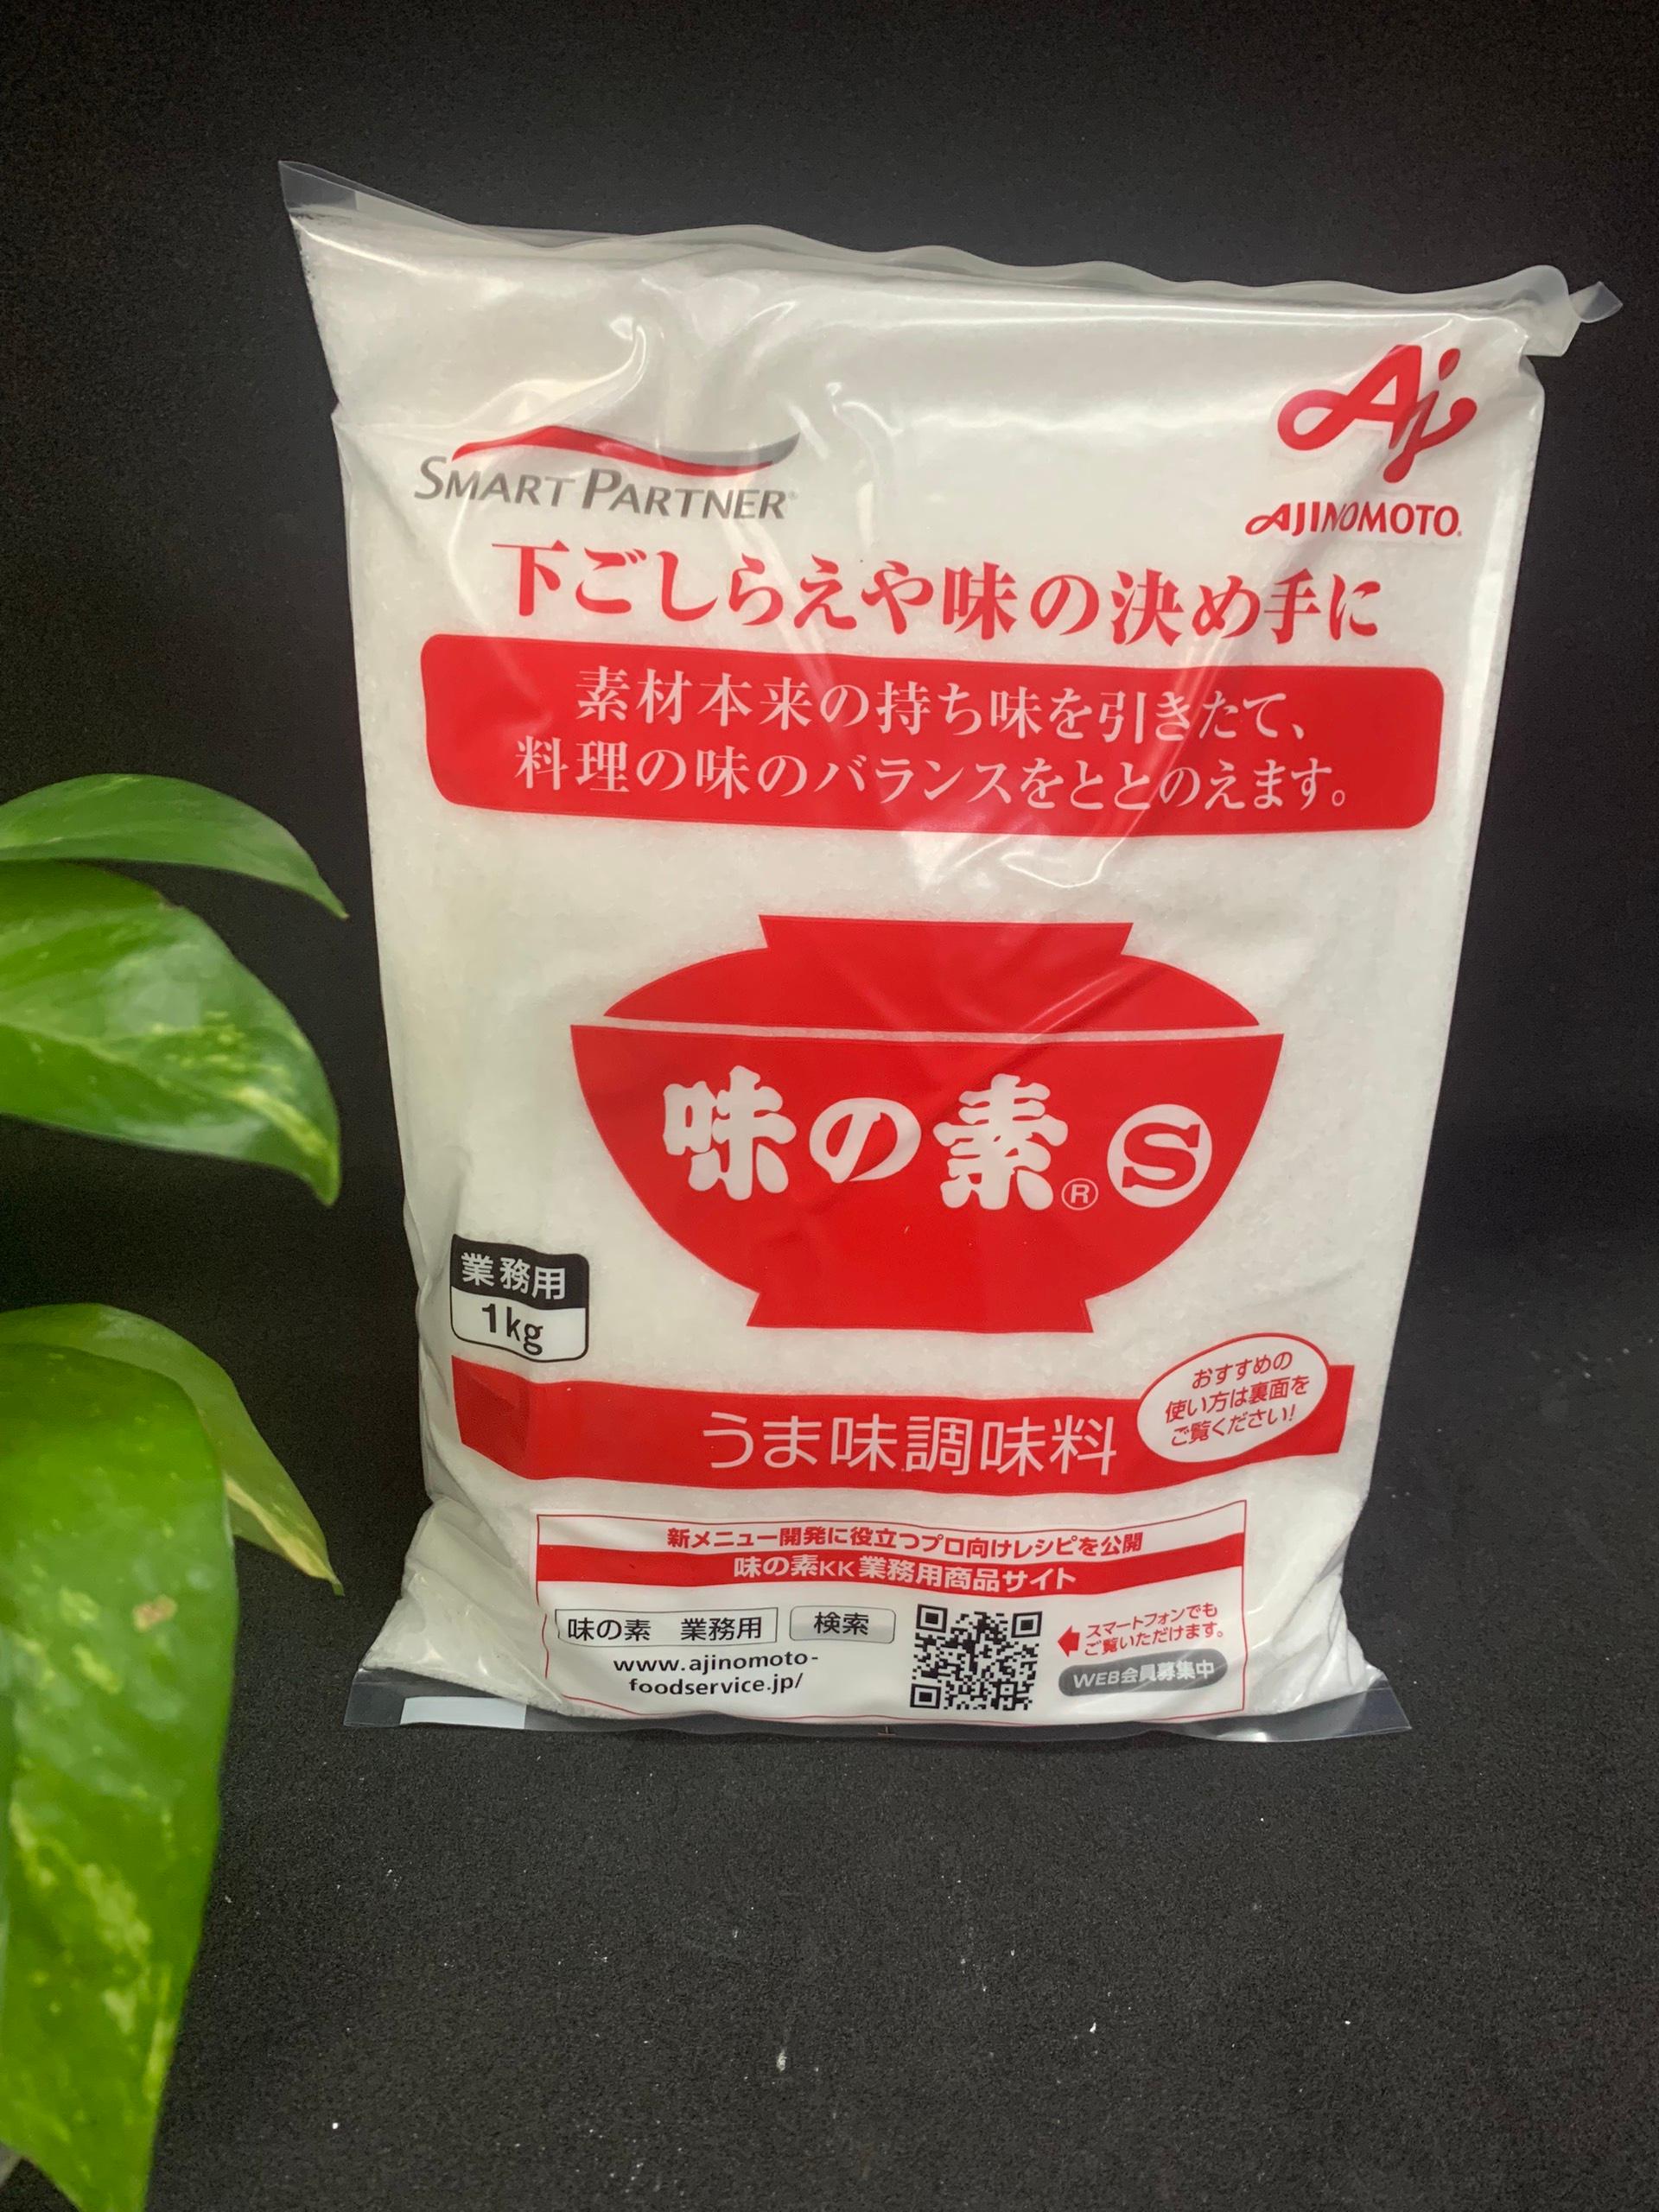 SMART PARTNER®
Aj
AJINOMOTO®
下ごしらえや味の決め手に
素材本来の持ち味を引きたて、
料理の味のバランスをととのえます。
味の素® S
業務用
1kg
うま味調味料
おすすめの
使い方は裏面を
ご覧ください!
新メニュー開発に役立つプロ向けレシピを公開
味の素KK業務用商品サイト
味の素 業務用 検索
www.ajinomoto-
foodservice.jp/
スマートフォンでも
ご覧いただけます。
WEB会員募集中